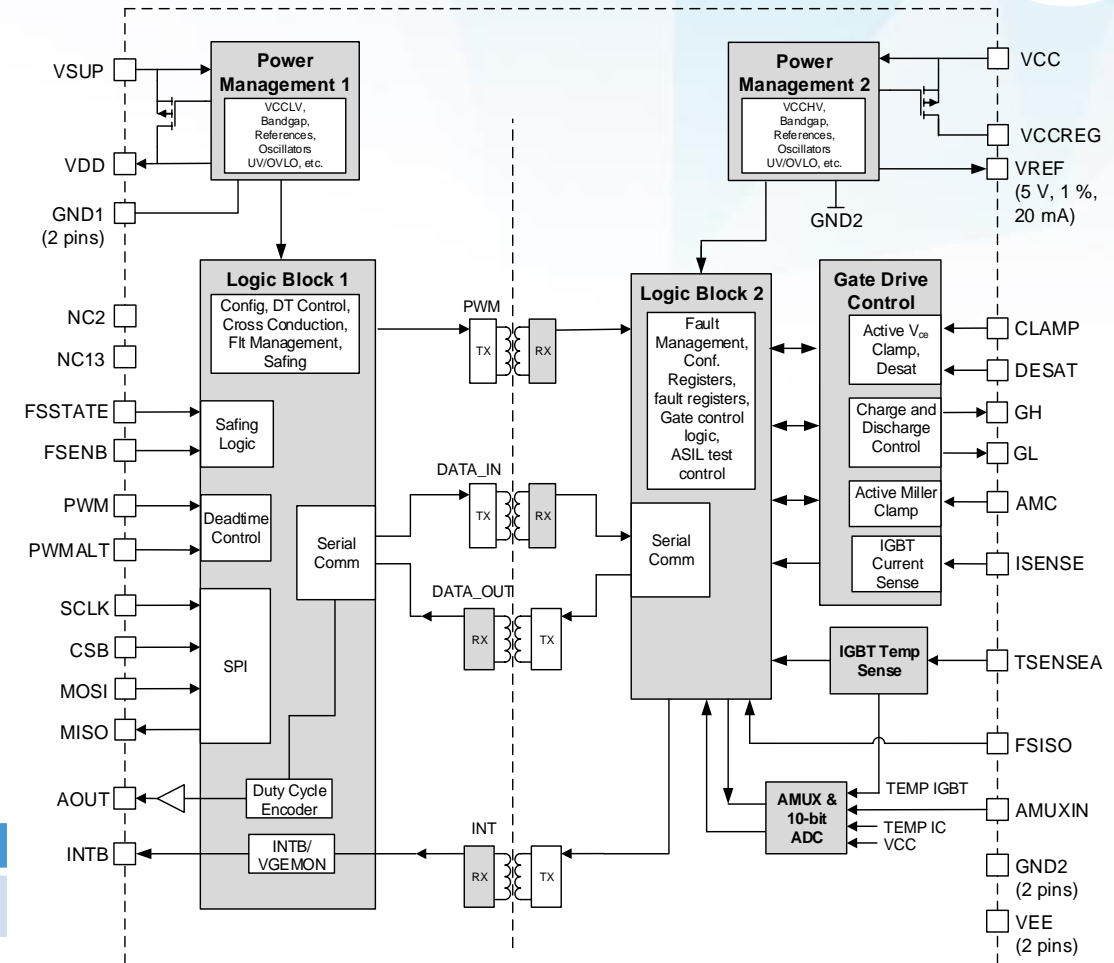 VSUP
VDD
GND1
(2 pins)
NC2
NC13
FSSTATE
FSENB
PWM
PWMALT
SCLK
CSB
MOSI
MISO
AOUT
INTB
Power
Management 1
VCCLV,
Bandgap,
References,
Oscillators
UV/OVLO, etc.
Logic Block 1
Config, DT Control,
Cross Conduction,
Flt Management,
Safing
Safing
Logic
Deadtime
Control
Serial
Comm
SPI
Duty Cycle
Encoder
INTB/
VGEMON
PWM
TX
RX
DATA_IN
TX
RX
DATA_OUT
RX
TX
INT
RX
TX
Power
Management 2
VCCHV,
Bandgap,
References,
Oscillators
UV/OVLO, etc.
GND2
Logic Block 2
Fault
Management,
Conf.
Registers,
fault registers,
Gate control
logic,
ASIL test
control
Serial
Comm
Gate Drive
Control
Active Vce
Clamp,
Desat
Charge and
Discharge
Control
Active Miller
Clamp
IGBT
Current
Sense
IGBT Temp
Sense
AMUX &
10-bit
ADC
TEMP IGBT
TEMP IC
VCC
VCC
VCCREG
VREF
(5 V, 1 %,
20 mA)
CLAMP
DESAT
GH
GL
AMC
ISENSE
TSENSEA
FSISO
AMUXIN
GND2
(2 pins)
VEE
(2 pins)